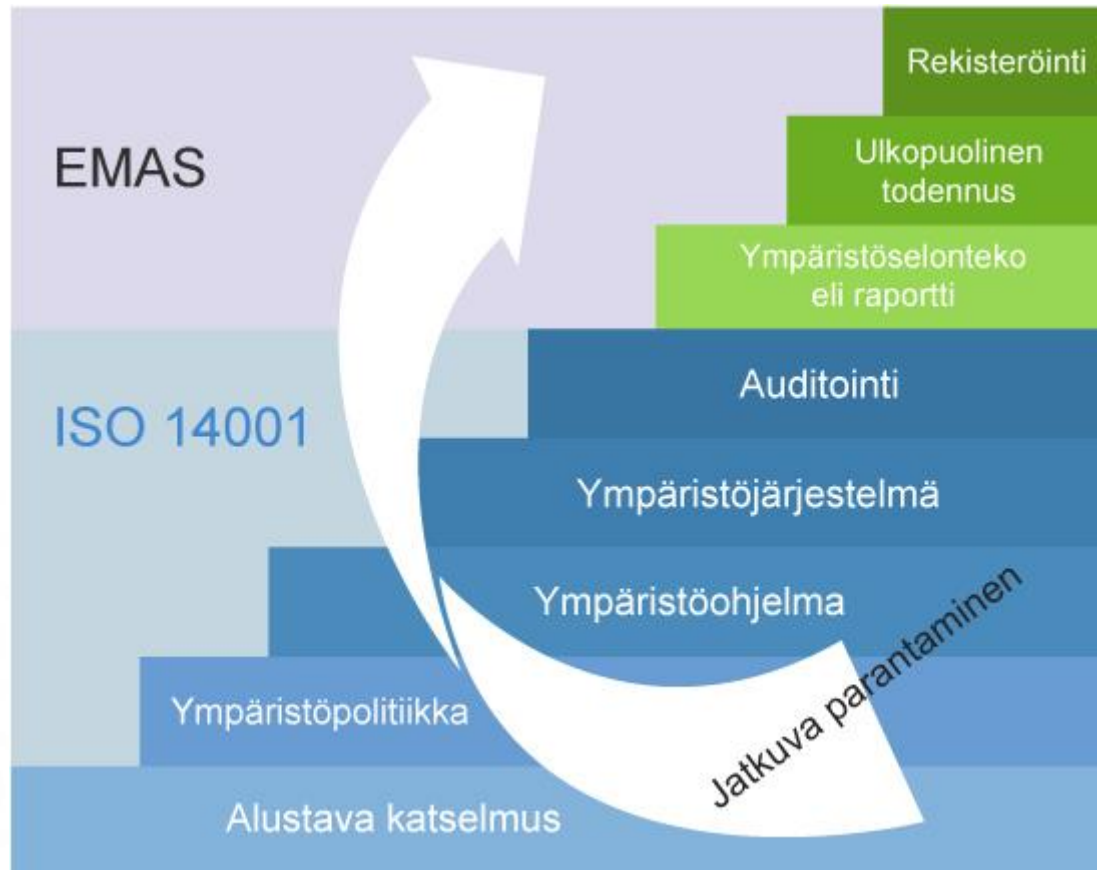 Rekisteröinti
EMAS
Ulkopuolinen
todennus
Ympäristöselonteko
eli raportti
Auditointi
ISO 14001
Ympäristöjärjestelmä
Ympäristöohjelma
Jatkuva parantaminen
Ympäristöpolitiikka
Alustava katselmus